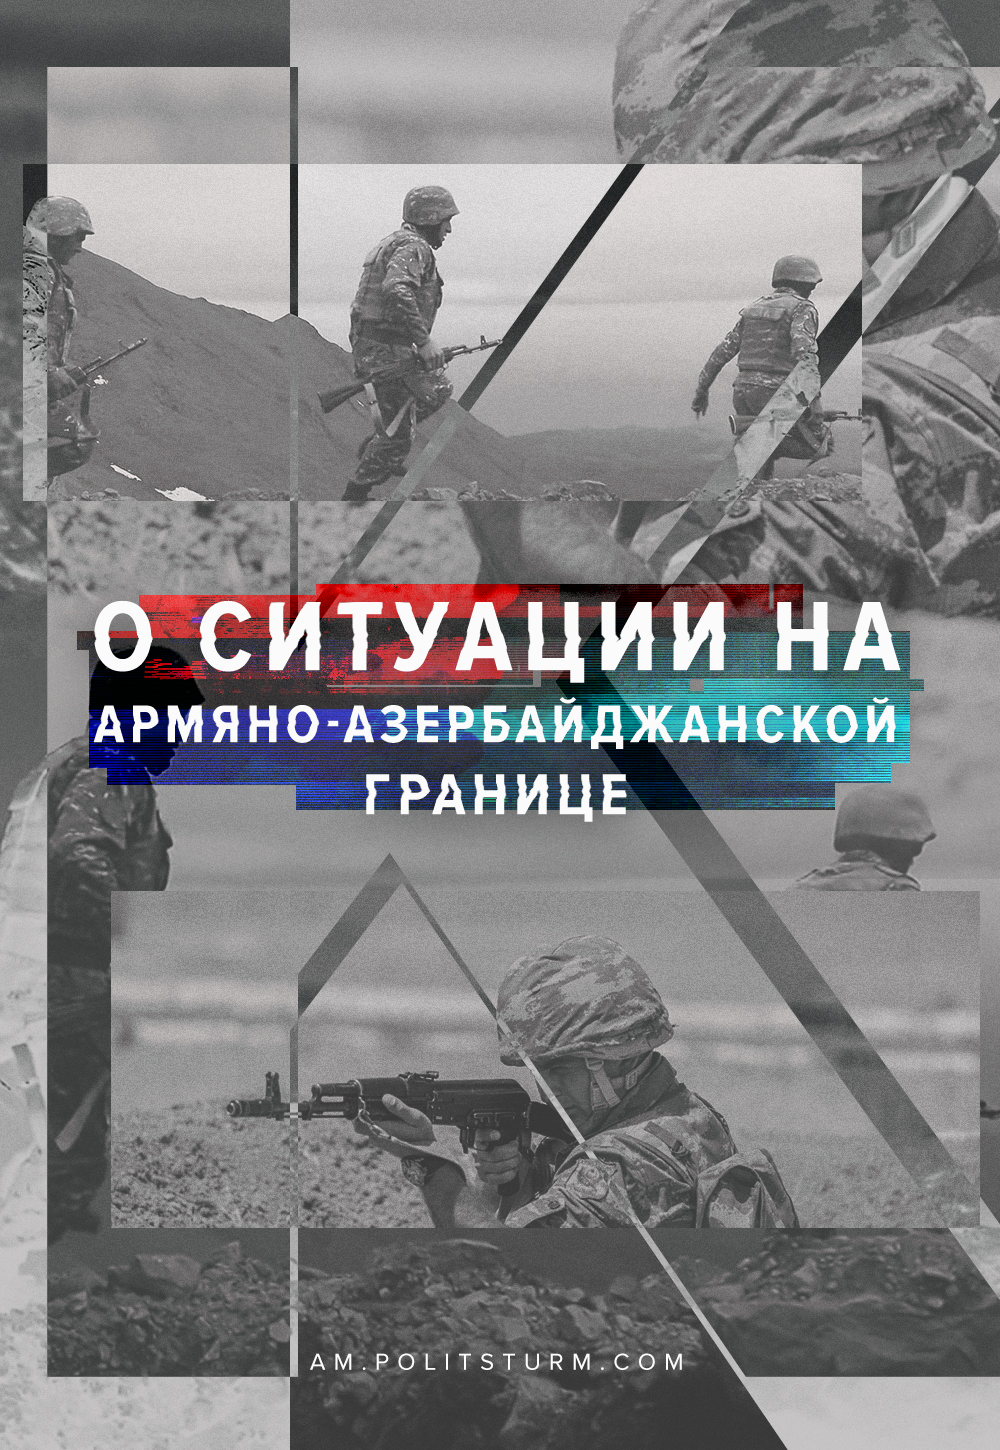 О СИТУАЦИИ НА
АРМЯНО-АЗЕРБАЙДЖАНСКОЙ
ГРАНИЦЕ
AM.POLITSTURM.COM